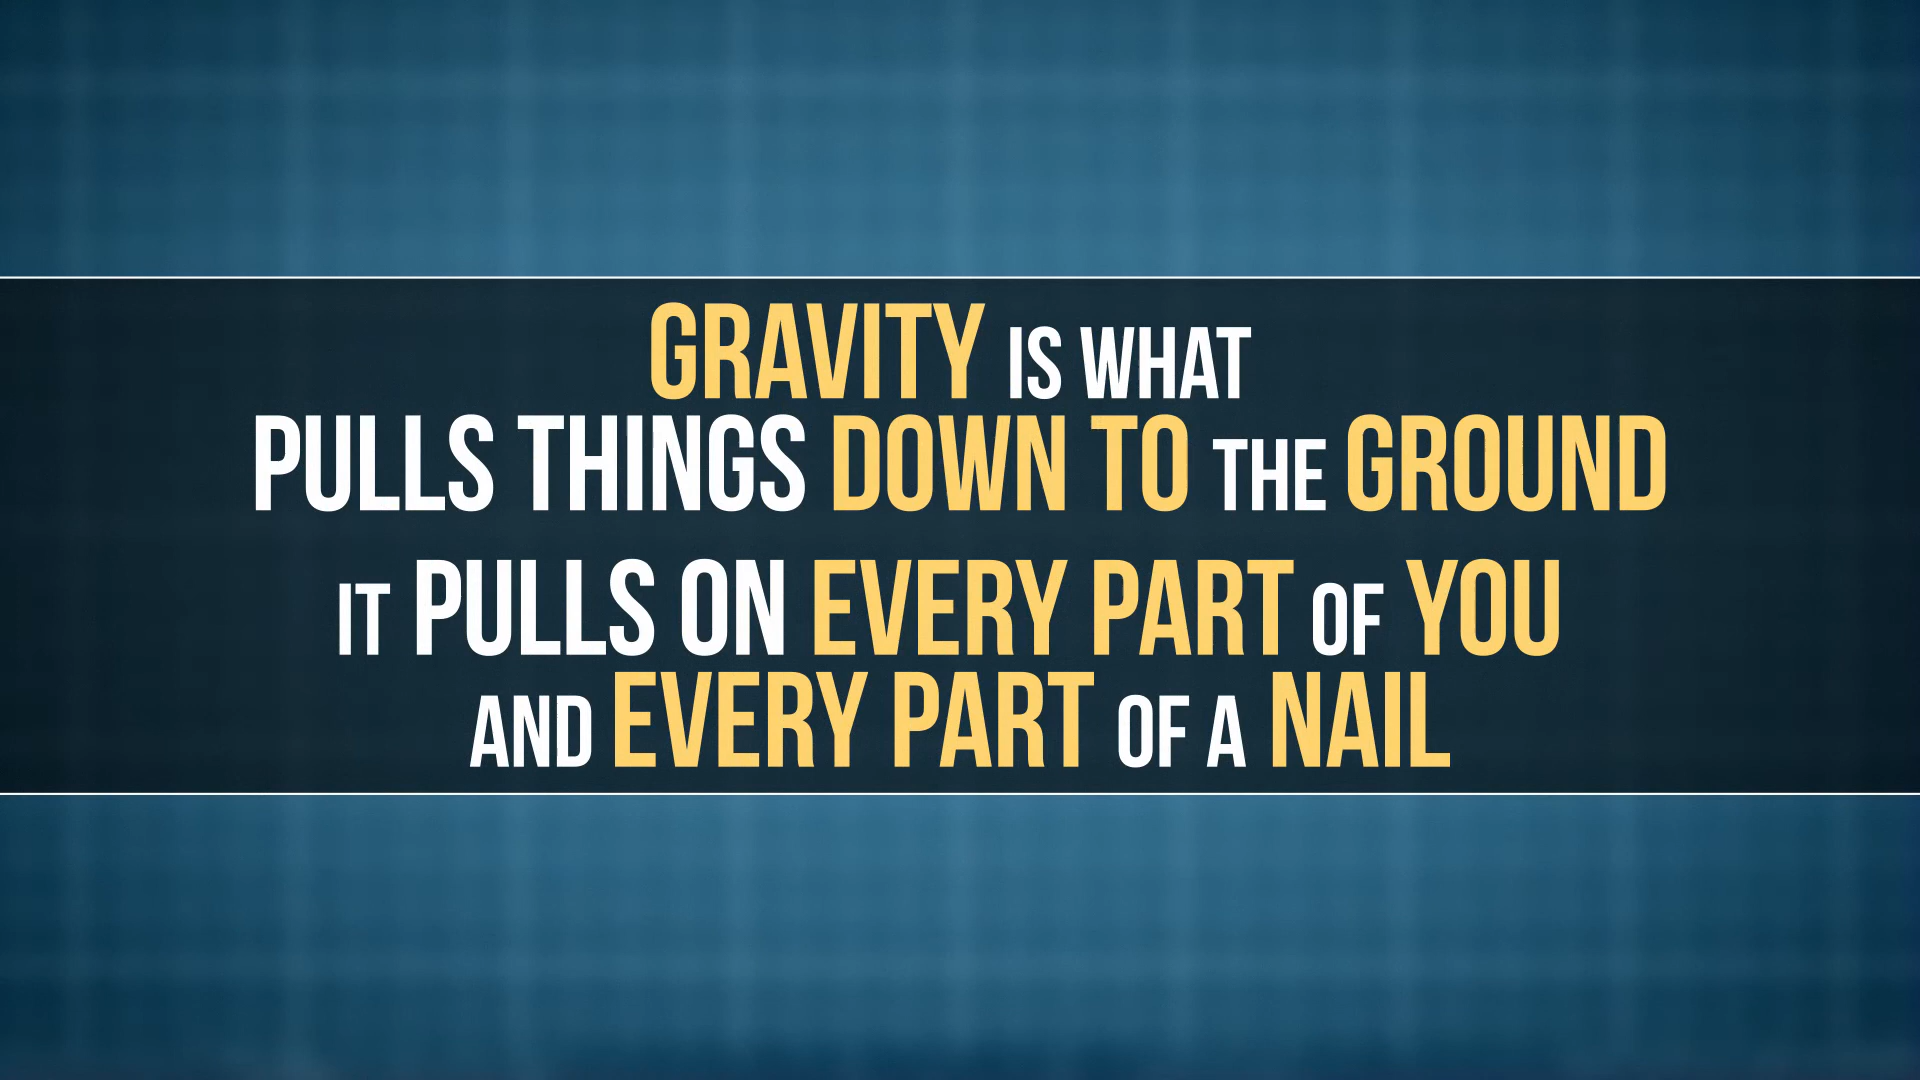 GRAVITY IS WHAT
PULLS THINGS DOWN TO THE GROUND
IT PULLS ON EVERY PART OF YOU
AND EVERY PART OF A NAIL